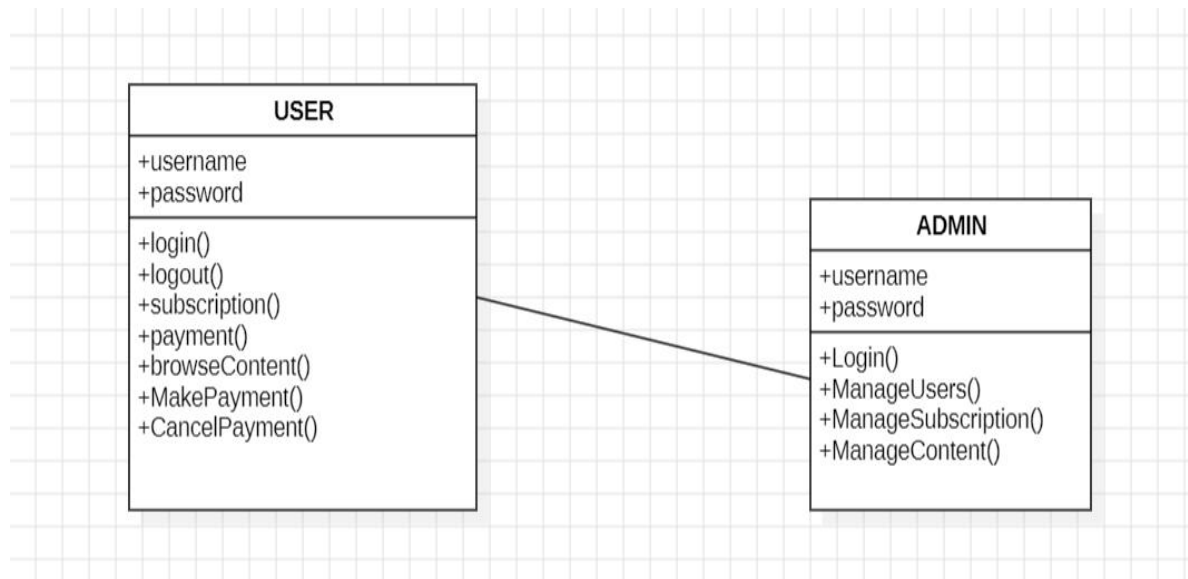 USER
+username
+password
+login()
+logout()
+subscription()
+payment()
+browseContent()
+MakePayment()
+CancelPayment()
ADMIN
+username
+password
+Login()
+ManageUsers()
+ManageSubscription()
+ManageContent()